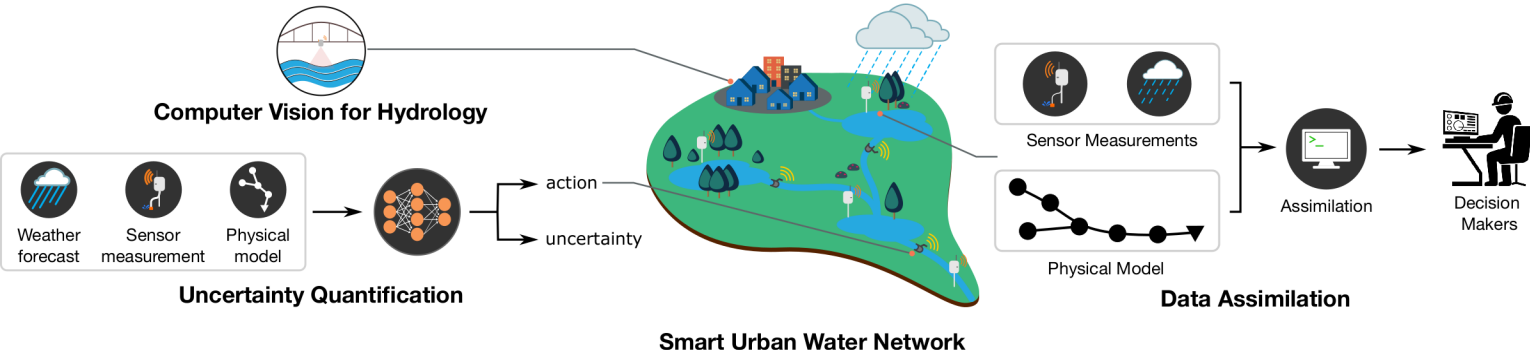 Computer Vision for Hydrology
Weather
forecast
Sensor
measurement
Physical
model
action
uncertainty
Uncertainty Quantification
Smart Urban Water Network
Sensor Measurements
Physical Model
>_
Assimilation
Decision
Makers
Data Assimilation